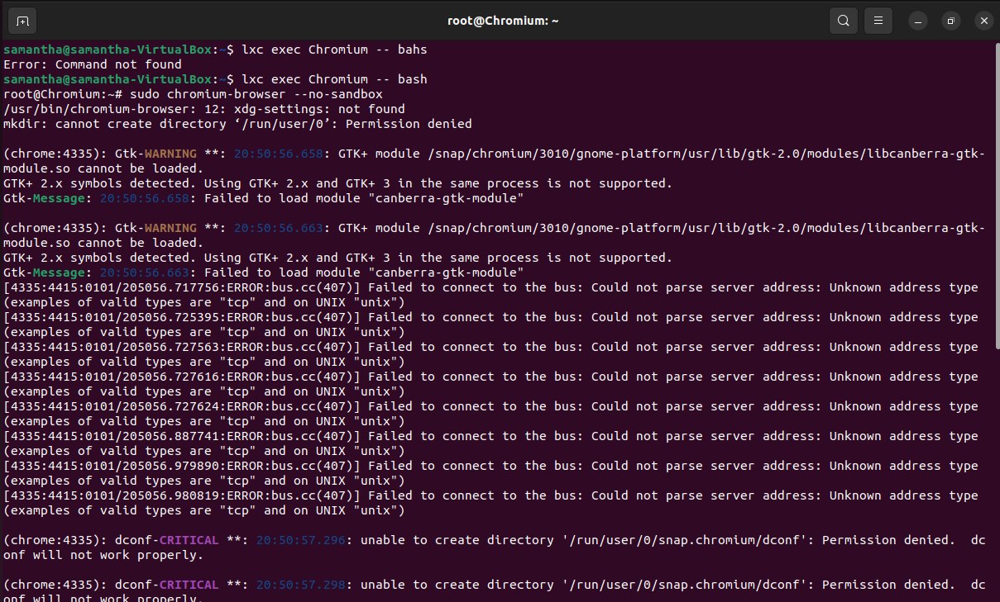 root@Chromium: ~
samantha@samantha-VirtualBox:~$ lxc exec Chromium -- bahs
Error: Command not found
samantha@samantha-VirtualBox:~$ lxc exec Chromium -- bash
root@Chromium:~# sudo chromium-browser --no-sandbox
/usr/bin/chromium-browser: 12: xdg-settings: not found
mkdir: cannot create directory ‘/run/user/0’: Permission denied
(chrome:4335): Gtk-WARNING **: 20:50:56.658: GTK+ module /snap/chromium/3010/gnome-platform/usr/lib/gtk-2.0/modules/libcanberra-gtk-
module.so cannot be loaded.
GTK+ 2.x symbols detected. Using GTK+ 2.x and GTK+ 3 in the same process is not supported.
Gtk-Message: 20:50:56.658: Failed to load module "canberra-gtk-module"
(chrome:4335): Gtk-WARNING **: 20:50:56.663: GTK+ module /snap/chromium/3010/gnome-platform/usr/lib/gtk-2.0/modules/libcanberra-gtk-
module.so cannot be loaded.
GTK+ 2.x symbols detected. Using GTK+ 2.x and GTK+ 3 in the same process is not supported.
Gtk-Message: 20:50:56.663: Failed to load module "canberra-gtk-module"
[4335:4415:0101/205056.717756:ERROR:bus.cc(407)] Failed to connect to the bus: Could not parse server address: Unknown address type
(examples of valid types are "tcp" and on UNIX "unix")
[4335:4415:0101/205056.725395:ERROR:bus.cc(407)] Failed to connect to the bus: Could not parse server address: Unknown address type
(examples of valid types are "tcp" and on UNIX "unix")
[4335:4415:0101/205056.727563:ERROR:bus.cc(407)] Failed to connect to the bus: Could not parse server address: Unknown address type
(examples of valid types are "tcp" and on UNIX "unix")
[4335:4415:0101/205056.727616:ERROR:bus.cc(407)] Failed to connect to the bus: Could not parse server address: Unknown address type
(examples of valid types are "tcp" and on UNIX "unix")
[4335:4415:0101/205056.727624:ERROR:bus.cc(407)] Failed to connect to the bus: Could not parse server address: Unknown address type
(examples of valid types are "tcp" and on UNIX "unix")
[4335:4415:0101/205056.887741:ERROR:bus.cc(407)] Failed to connect to the bus: Could not parse server address: Unknown address type
(examples of valid types are "tcp" and on UNIX "unix")
[4335:4415:0101/205056.979890:ERROR:bus.cc(407)] Failed to connect to the bus: Could not parse server address: Unknown address type
(examples of valid types are "tcp" and on UNIX "unix")
[4335:4415:0101/205056.980819:ERROR:bus.cc(407)] Failed to connect to the bus: Could not parse server address: Unknown address type
(examples of valid types are "tcp" and on UNIX "unix")
(chrome:4335): dconf-CRITICAL **: 20:50:57.296: unable to create directory '/run/user/0/snap.chromium/dconf': Permission denied.  dc
onf will not work properly.
(chrome:4335): dconf-CRITICAL **: 20:50:57.298: unable to create directory '/run/user/0/snap.chromium/dconf': Permission denied.  dc
onf will not work properly.